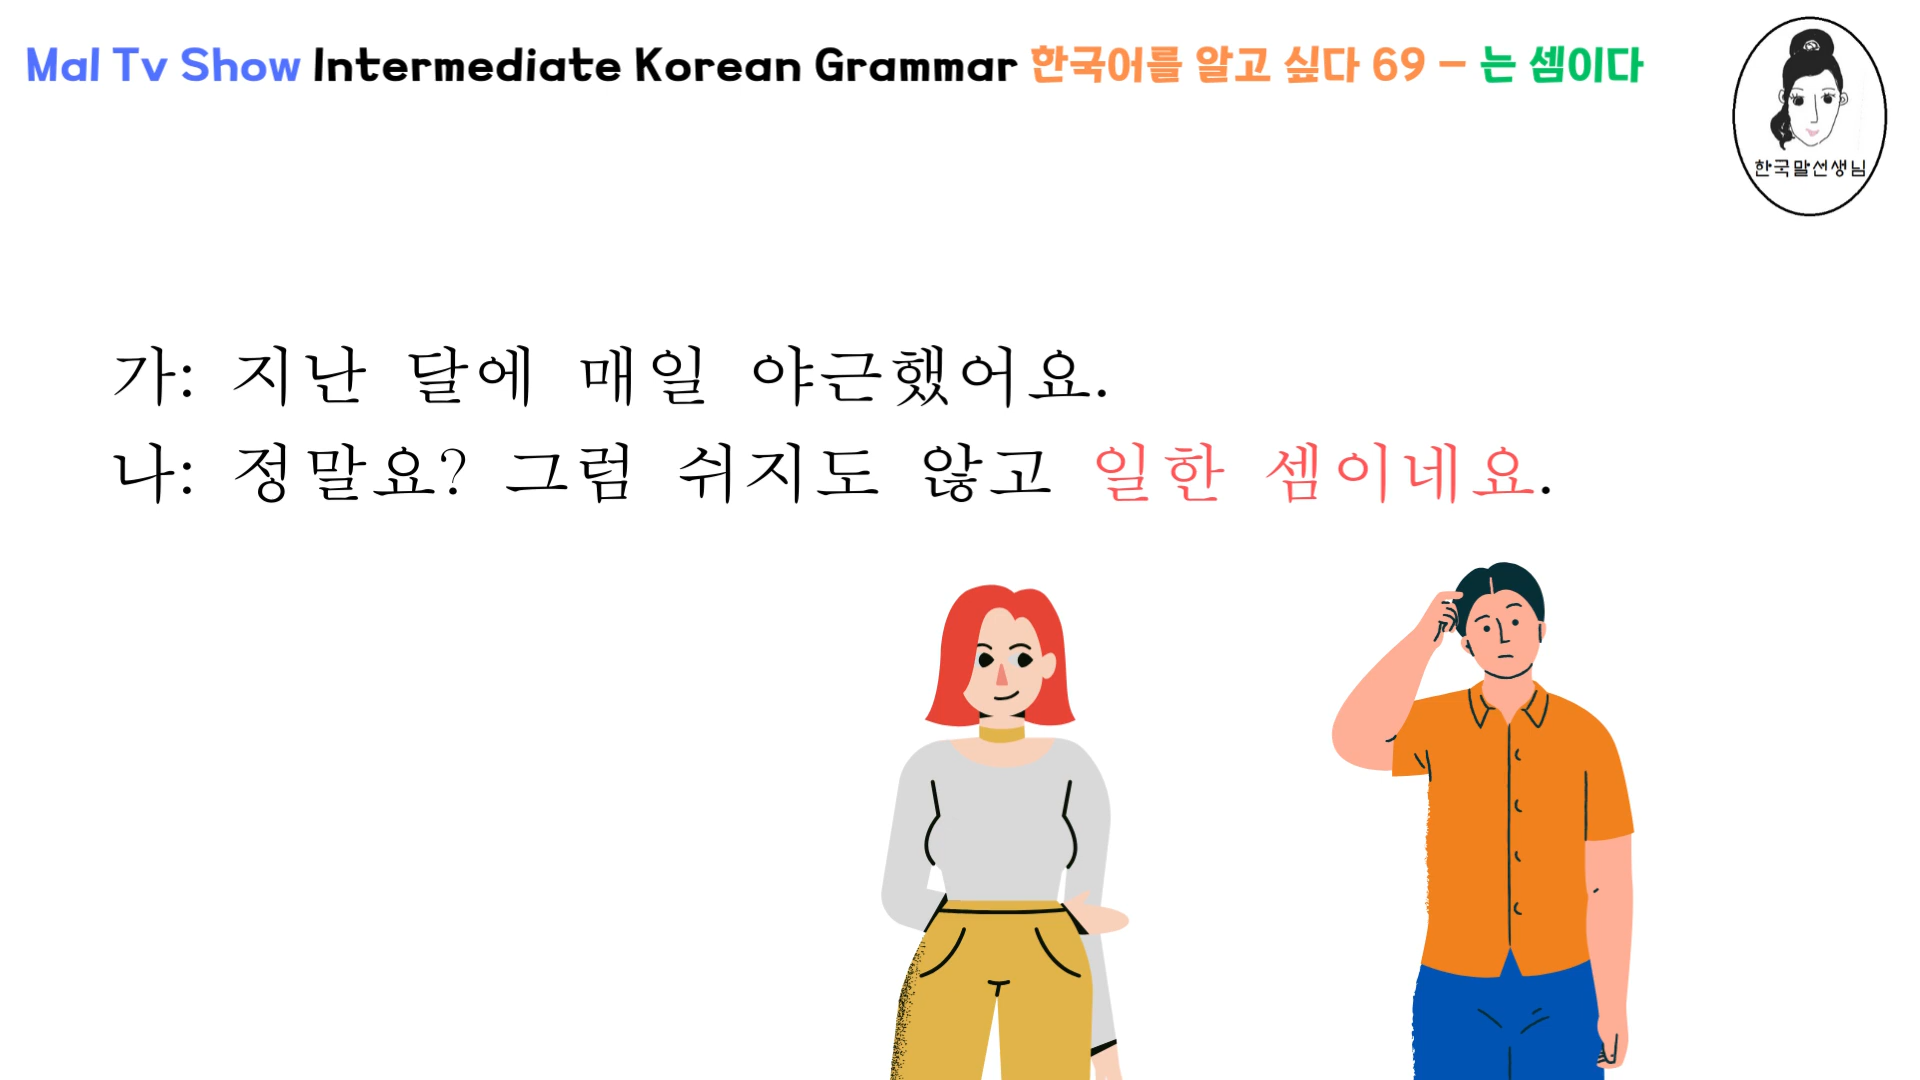 Mal Tv Show Intermediate Korean Grammar 한국어를 알고 싶다 69 – 는 셈이다
한국말선생님
가: 지난 달에 매일 야근했어요.
나: 정말요? 그럼 쉬지도 않고 일한 셈이네요.